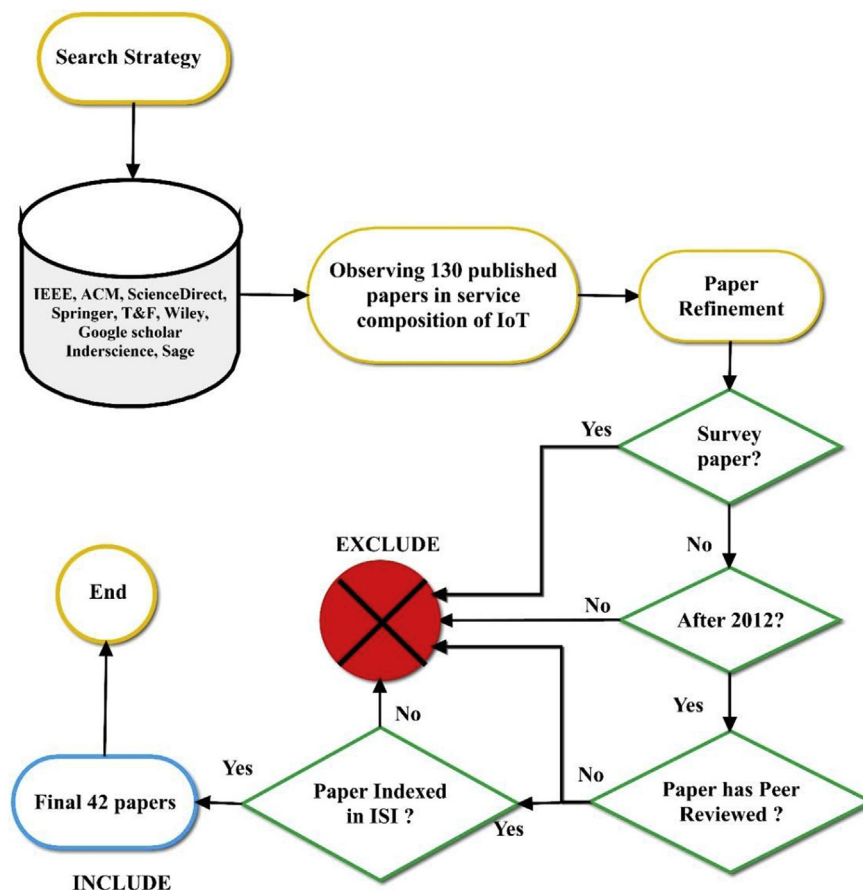 Search Strategy
IEEE, ACM, ScienceDirect,
Springer, T&F, Wiley,
Google scholar
Inderscience, Sage
Observing 130 published
papers in service
composition of IoT
Paper
Refinement
Yes
Survey
paper?
No
EXCLUDE
End
No
After 2012?
Yes
No
Yes
Final 42 papers
Paper Indexed
in ISI ?
No
Yes
Paper has Peer
Reviewed ?
INCLUDE